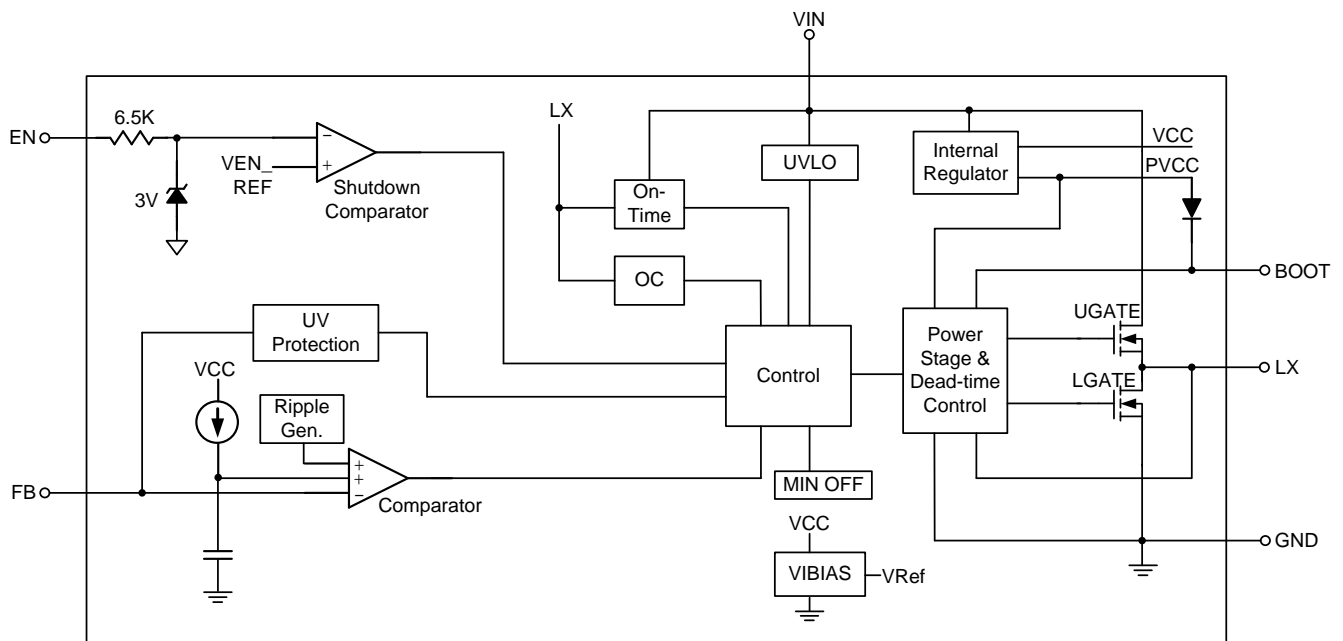 VIN
LX
6.5K
EN
VEN_
REF
Shutdown
Comparator
3V
On-
Time
UVLO
Internal
Regulator
VCC
PVCC
OC
BOOT
UV
Protection
UGATE
Power
Stage &
Dead-time
Control
LX
LGATE
VCC
Control
Ripple
Gen.
FB
Comparator
MIN OFF
VCC
GND
VIBIAS
VRef